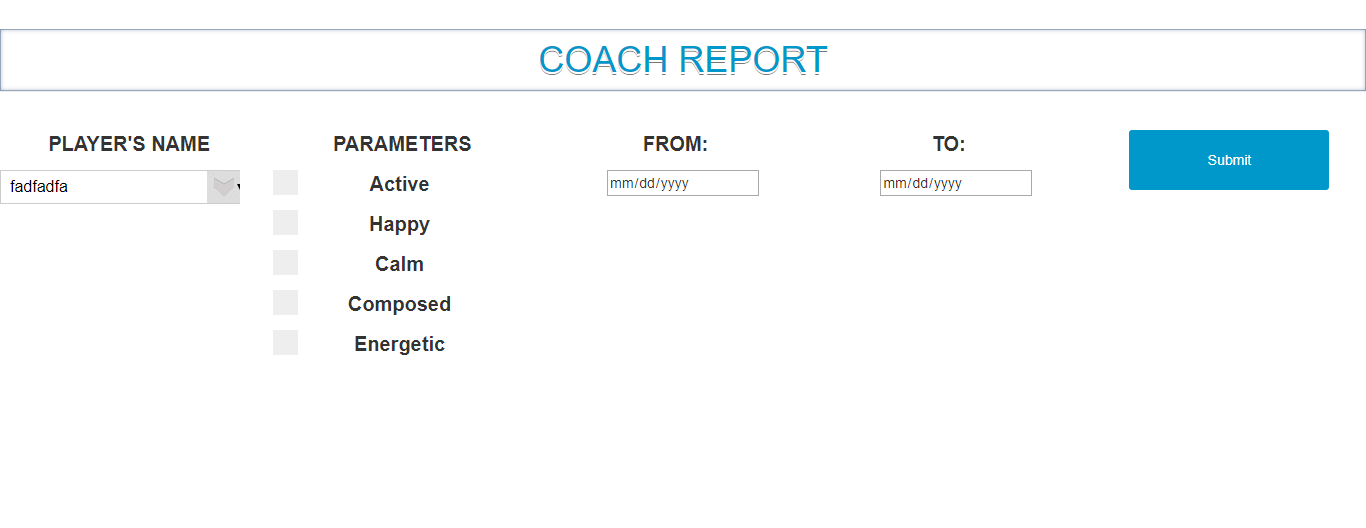 COACH REPORT
PLAYER'S NAME
fadfadfa
PARAMETERS
Active
Happy
Calm
Composed
Energetic
FROM:
mm/dd/yyyy
TO:
mm/dd/yyyy
Submit